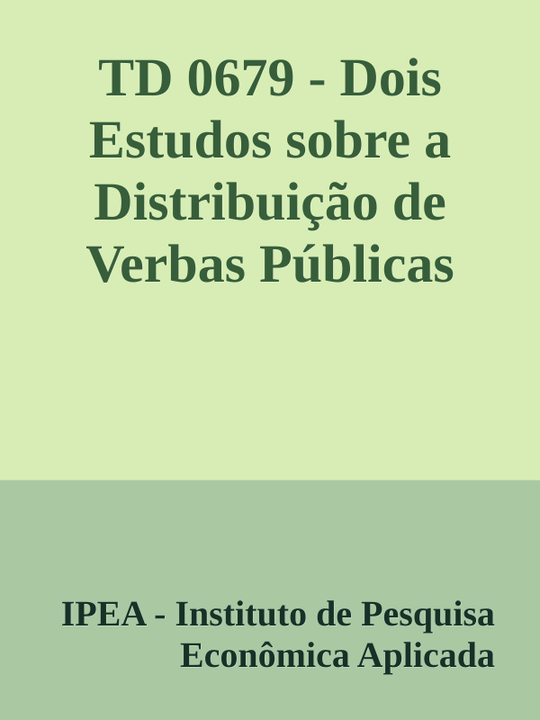 TD 0679 - Dois
Estudos sobre a
Distribuição de
Verbas Públicas
IPEA - Instituto de Pesquisa
Econômica Aplicada